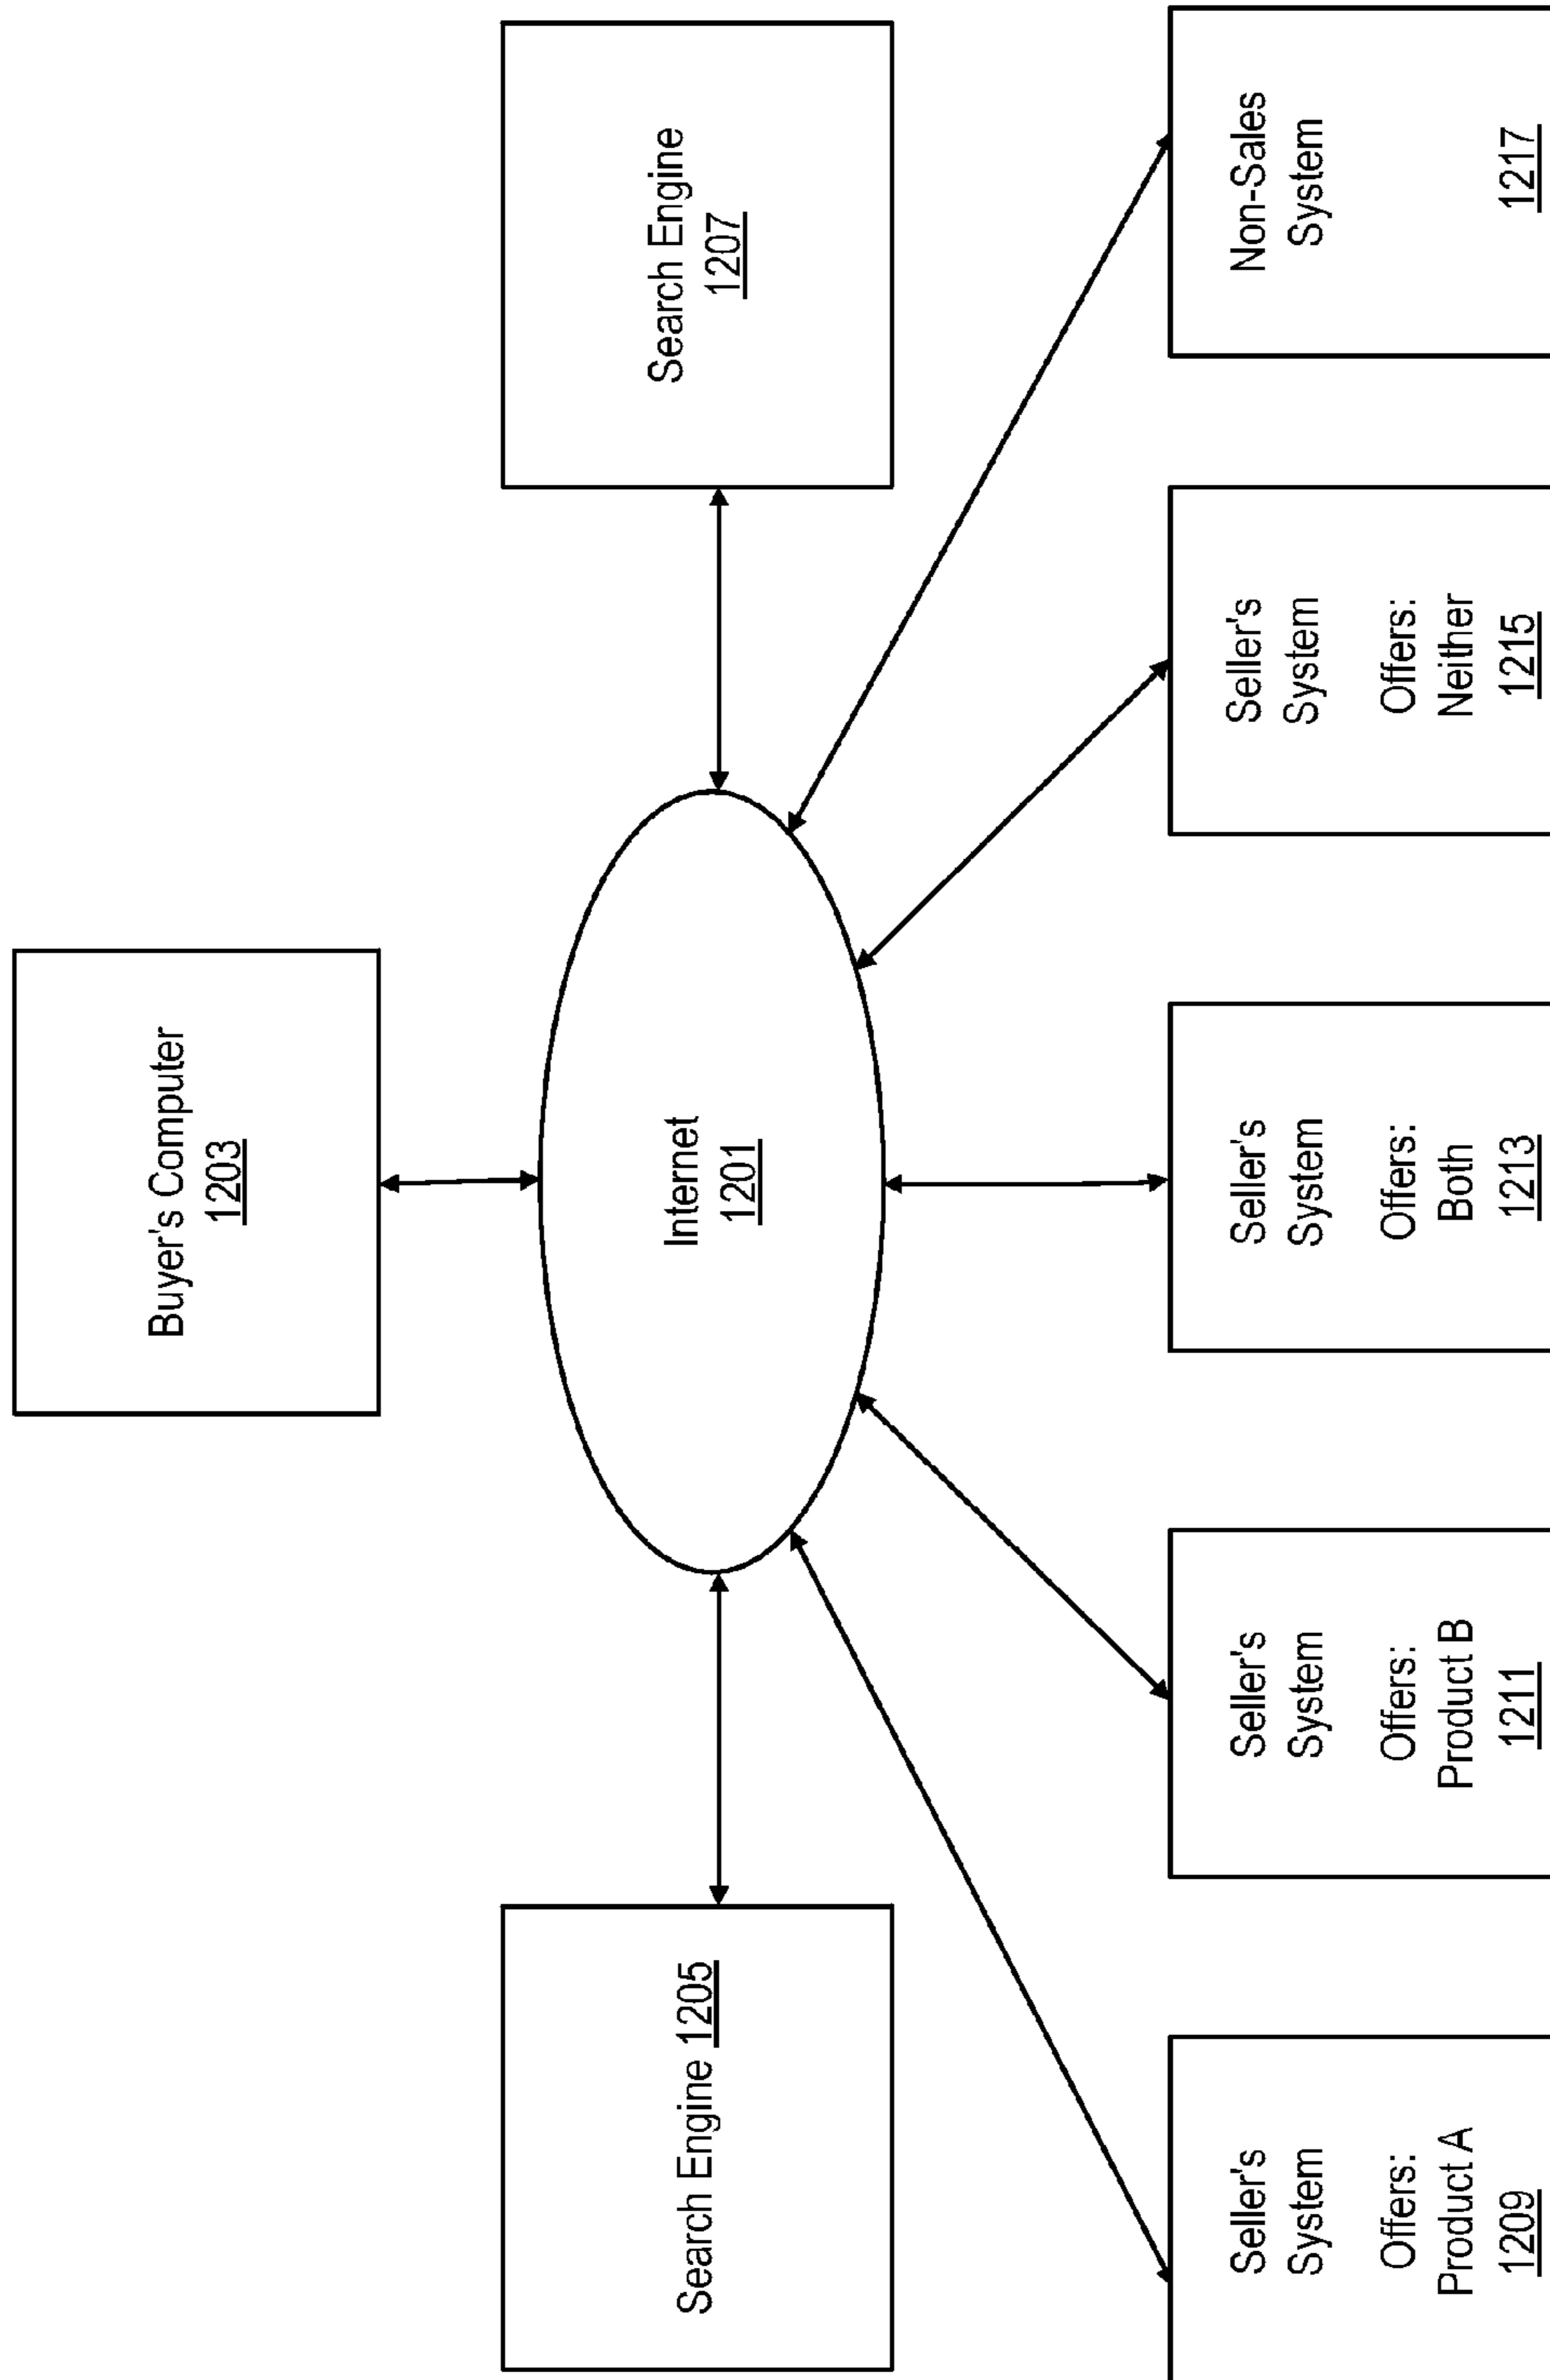 Buyer's Computer
1203
Search Engine 1205
Internet
1201
Search Engine
1207
Seller's
System
Offers:
Product A
1209
Seller's
System
Offers:
Product B
1211
Seller's
System
Offers:
Both
1213
Seller's
System
Offers:
Neither
1215
Non-Sales
System
1217